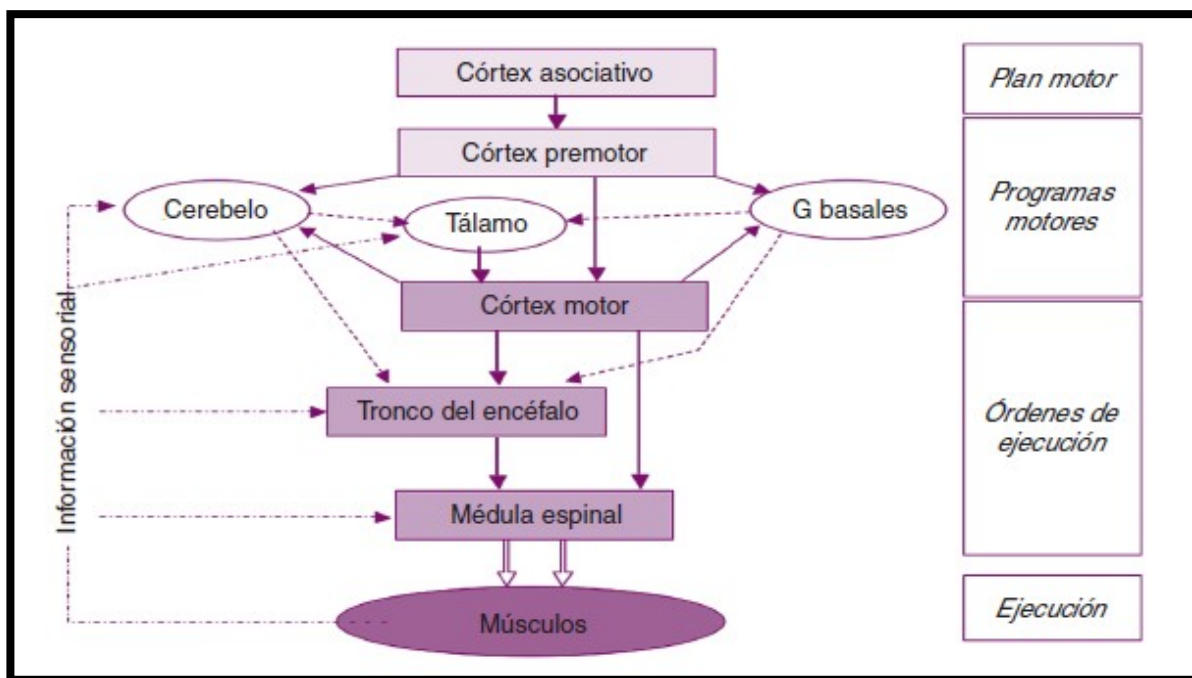 Córtex asociativo
Plan motor
Córtex premotor
Cerebelo
Tálamo
G basales
Programas
motores
Córtex motor
Información sensorial
Tronco del encéfalo
Órdenes de
ejecución
Médula espinal
Músculos
Ejecución